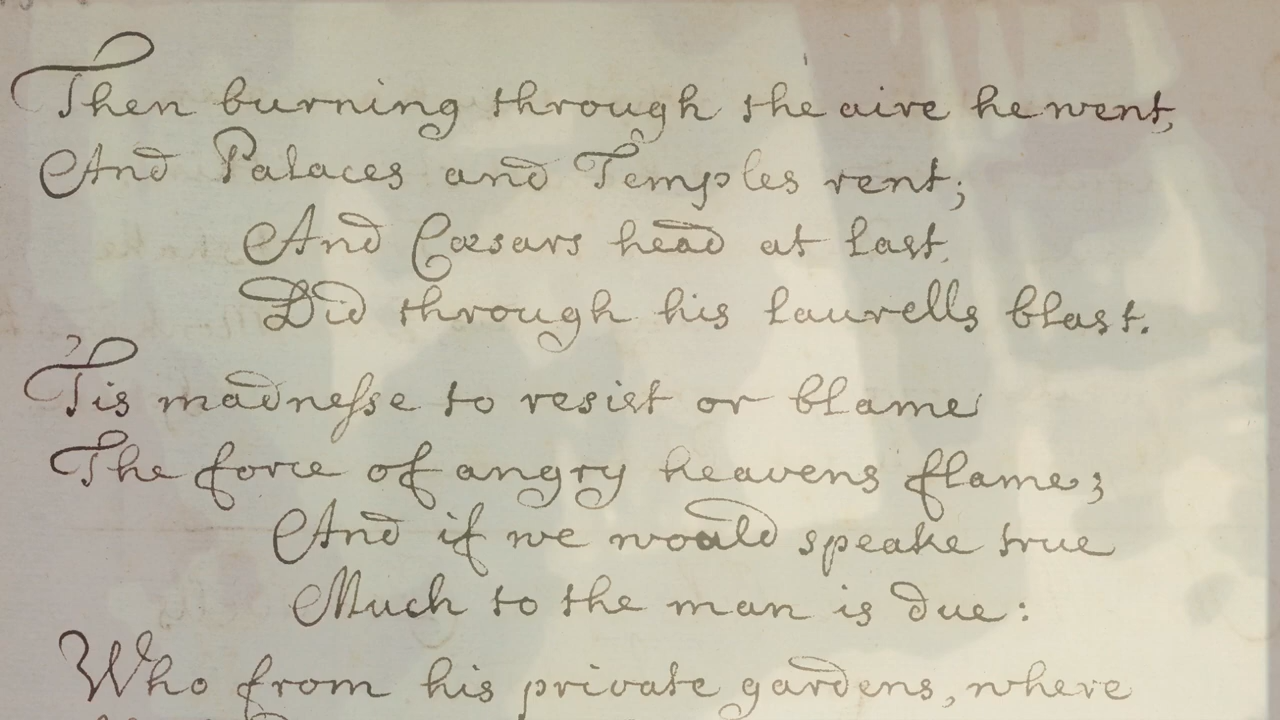 Then burning through the aire he went,
And Palaces and Temples rent;
And Cæsars head at last
Did through his laurells blast.
'Tis madnesse to resist or blame
The force of angry heavens flame;
And if we would speake true
Much to the man is due:
Who from his private gardens, where